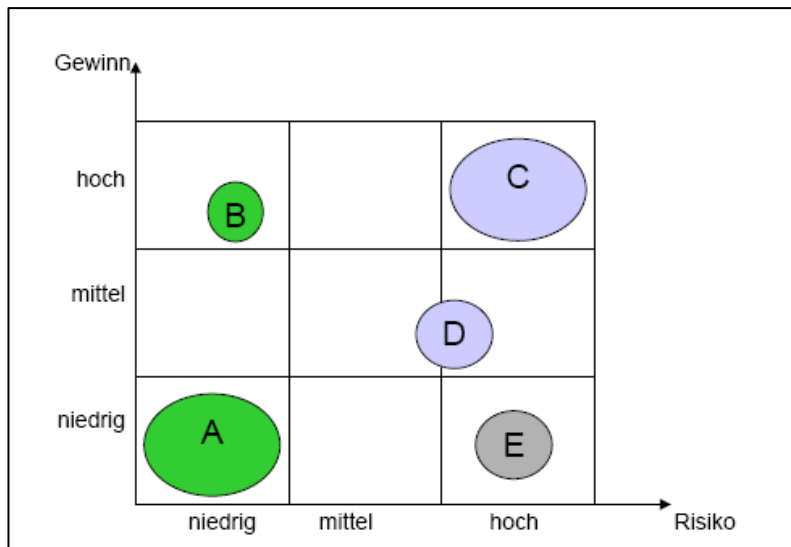 Gewinn
hoch
B
C
mittel
D
niedrig
A
E
niedrig mittel hoch Risiko